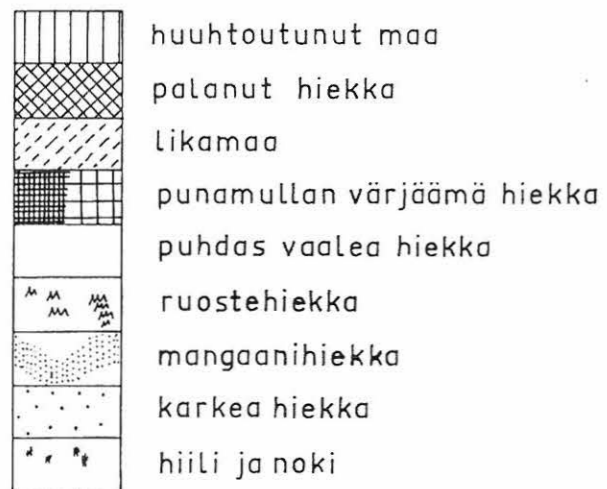 huuhtoutunut maa
palanut hiekka
likamaa
punamullan värjäämä hiekka
puhdas vaalea hiekka
ruostehiekka
mangaanihiekka
karkea hiekka
hiili ja noki